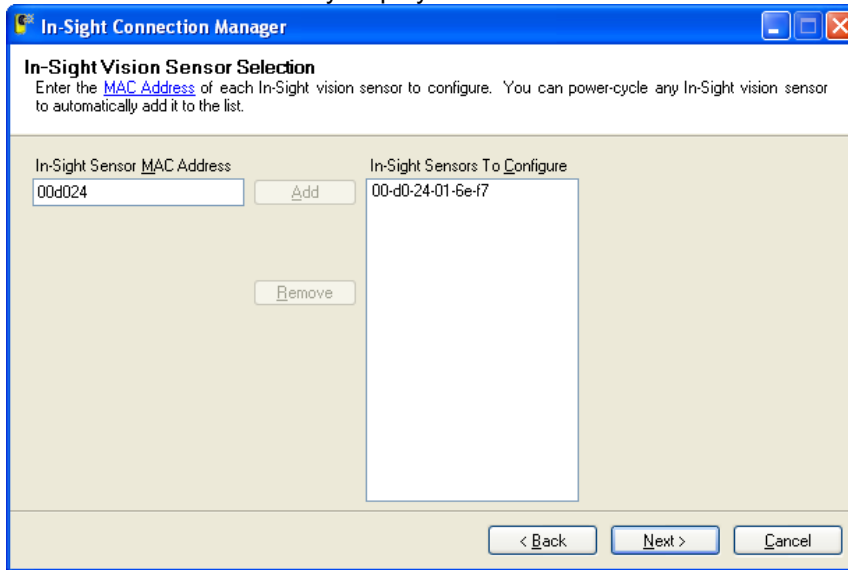 In-Sight Connection Manager
In-Sight Vision Sensor Selection
Enter the MAC Address of each In-Sight vision sensor to configure. You can power-cycle any In-Sight vision sensor
to automatically add it to the list.
In-Sight Sensor MAC Address
In-Sight Sensors To Configure
00d024
Add
00-d0-24-01-6e-f7
Remove
< Back
Next >
Cancel